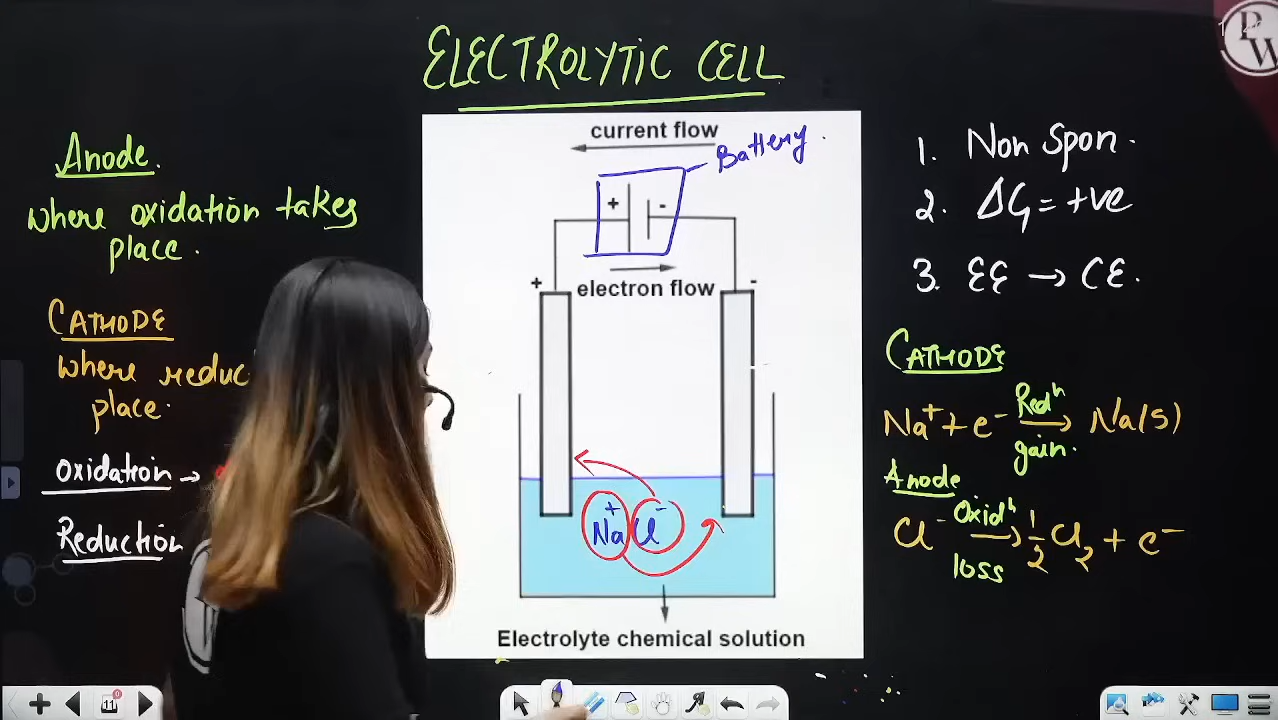 ELECTROLYTIC CELL
PW
Anode.
where oxidation takes
place.
CATHODE
where reduc
place.
oxidation →
Reduction
current flow
Battery.
+ -
electron flow
+ -
Na+ Cl-
Electrolyte chemical solution
1. Non Spon.
2. ΔG = +ve
3. EE → CE.
CATHODE
Na+ + e- Redn → Na(s)
gain.
Anode
Cl- Oxidn → 1/2 Cl2 + e-
loss
11